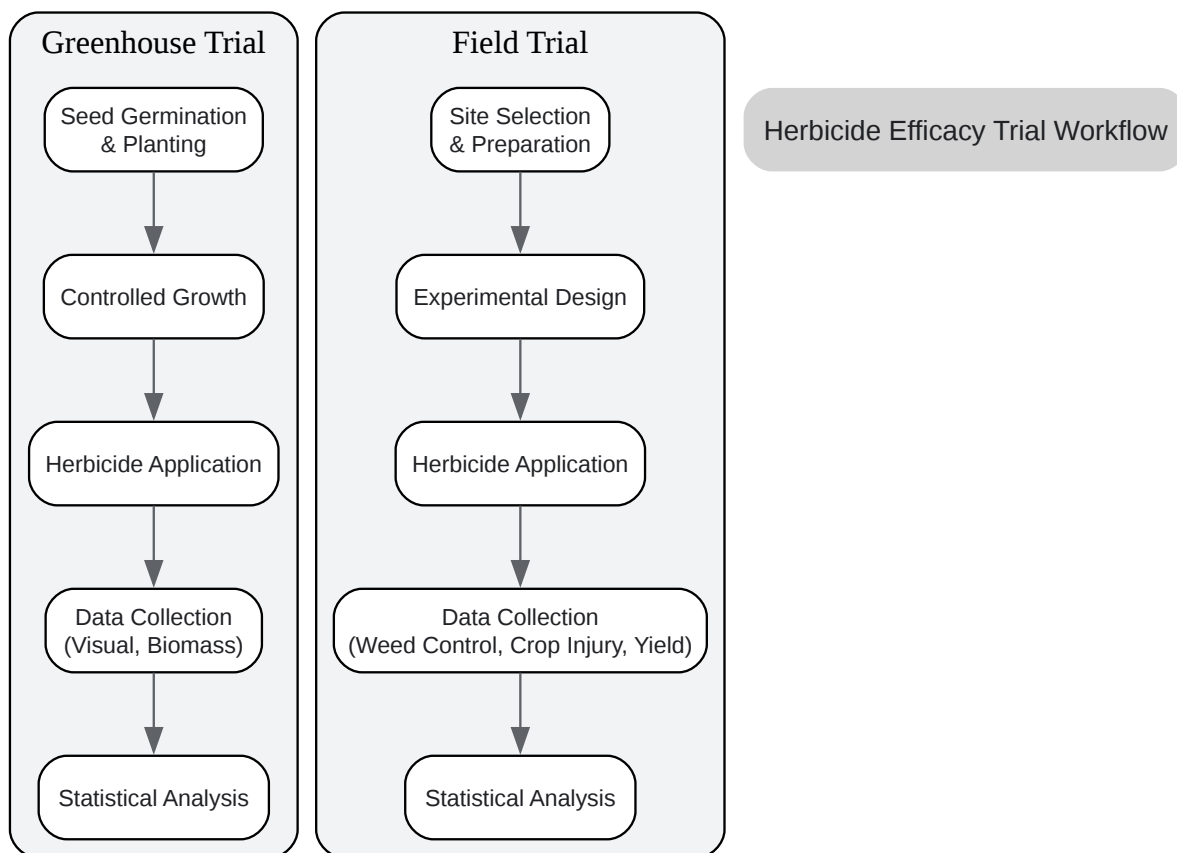 Greenhouse Trial
Seed Germination
& Planting
Controlled Growth
Herbicide Application
Data Collection
(Visual, Biomass)
Statistical Analysis
Field Trial
Site Selection
& Preparation
Experimental Design
Herbicide Application
Data Collection
(Weed Control, Crop Injury, Yield)
Statistical Analysis
Herbicide Efficacy Trial Workflow